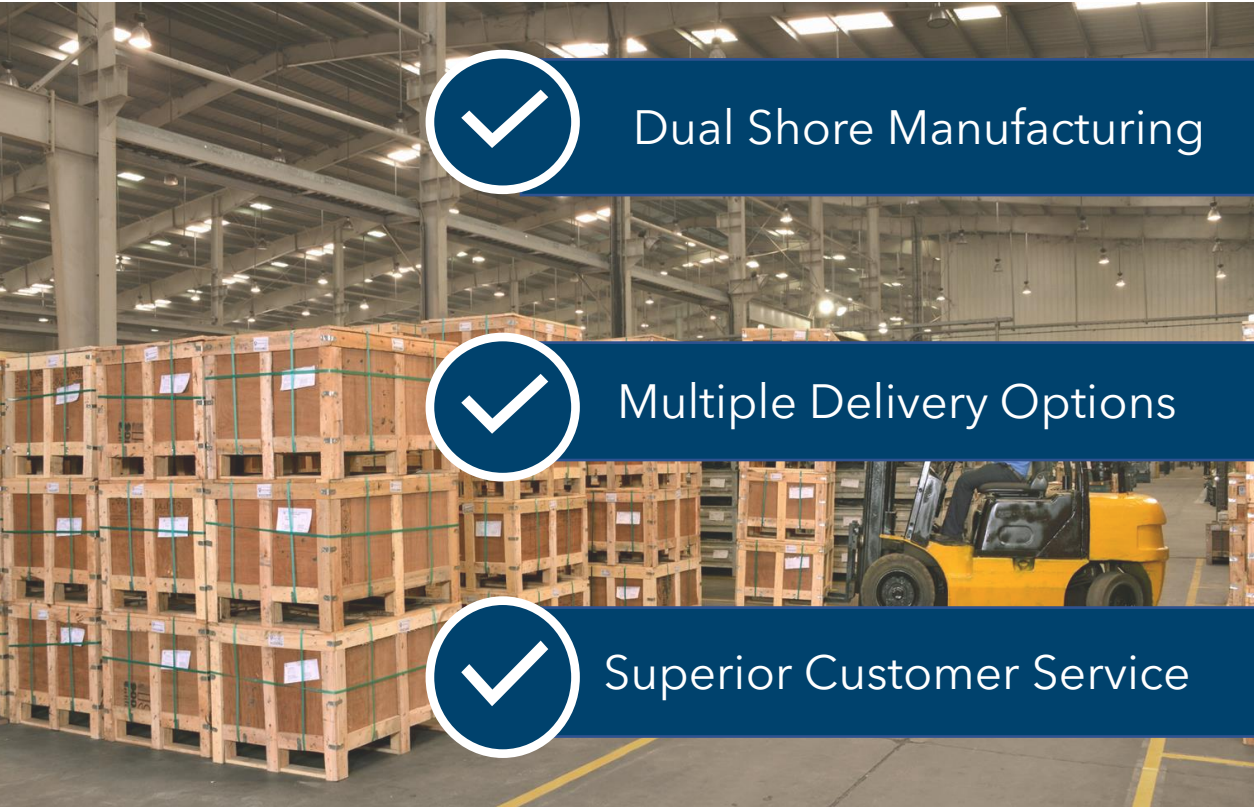 Dual Shore Manufacturing
Multiple Delivery Options
Superior Customer Service